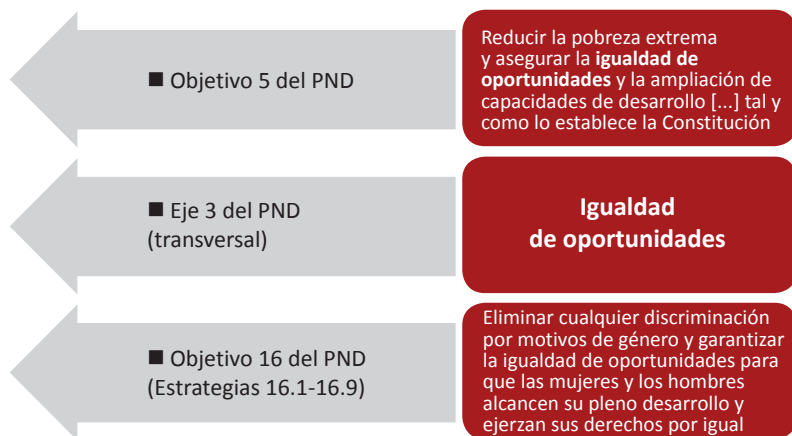 ■ Objetivo 5 del PND
Reducir la pobreza extrema
y asegurar la igualdad de
oportunidades y la ampliación de
capacidades de desarrollo [...] tal y
como lo establece la Constitución
■ Eje 3 del PND
(transversal)
Igualdad
de oportunidades
■ Objetivo 16 del PND
(Estrategias 16.1-16.9)
Eliminar cualquier discriminación
por motivos de género y garantizar
la igualdad de oportunidades para
que las mujeres y los hombres
alcancen su pleno desarrollo y
ejerzan sus derechos por igual